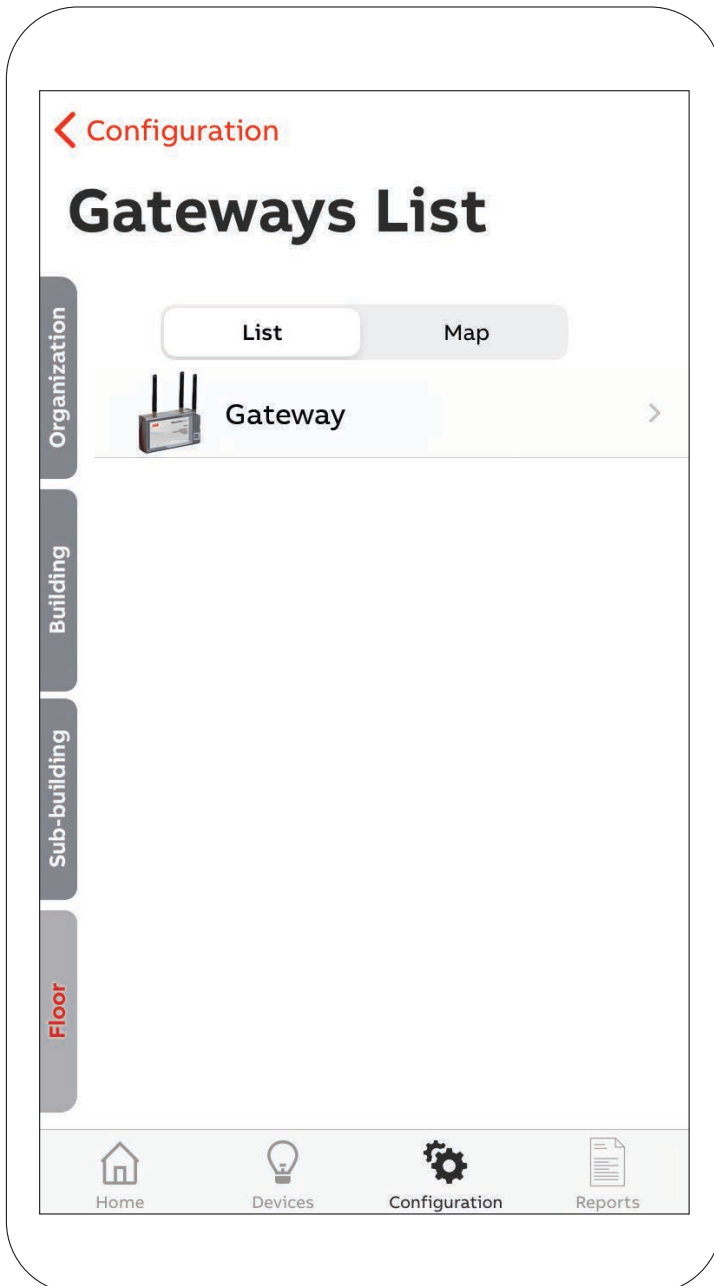 Configuration
Gateways List
List Map
Gateway
Organization
Building
Sub-building
Floor
Home Devices Configuration Reports